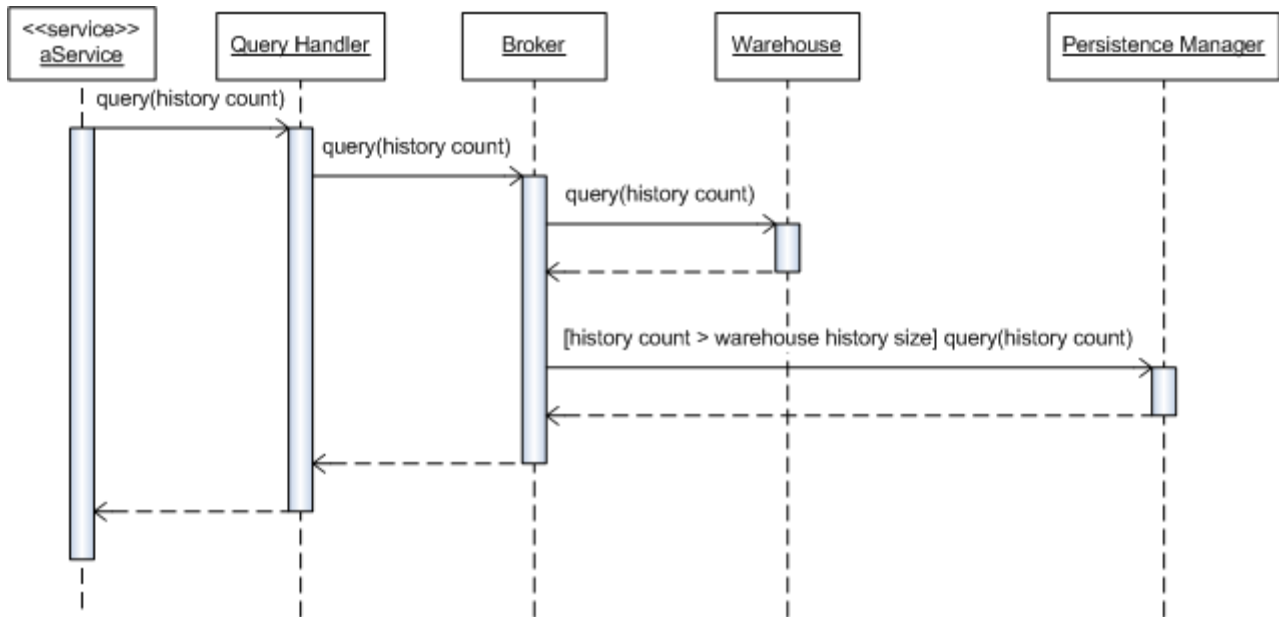 <<service>>
aService
Query Handler
Broker
Warehouse
Persistence Manager
query(history count)
query(history count)
query(history count)
[history count > warehouse history size] query(history count)